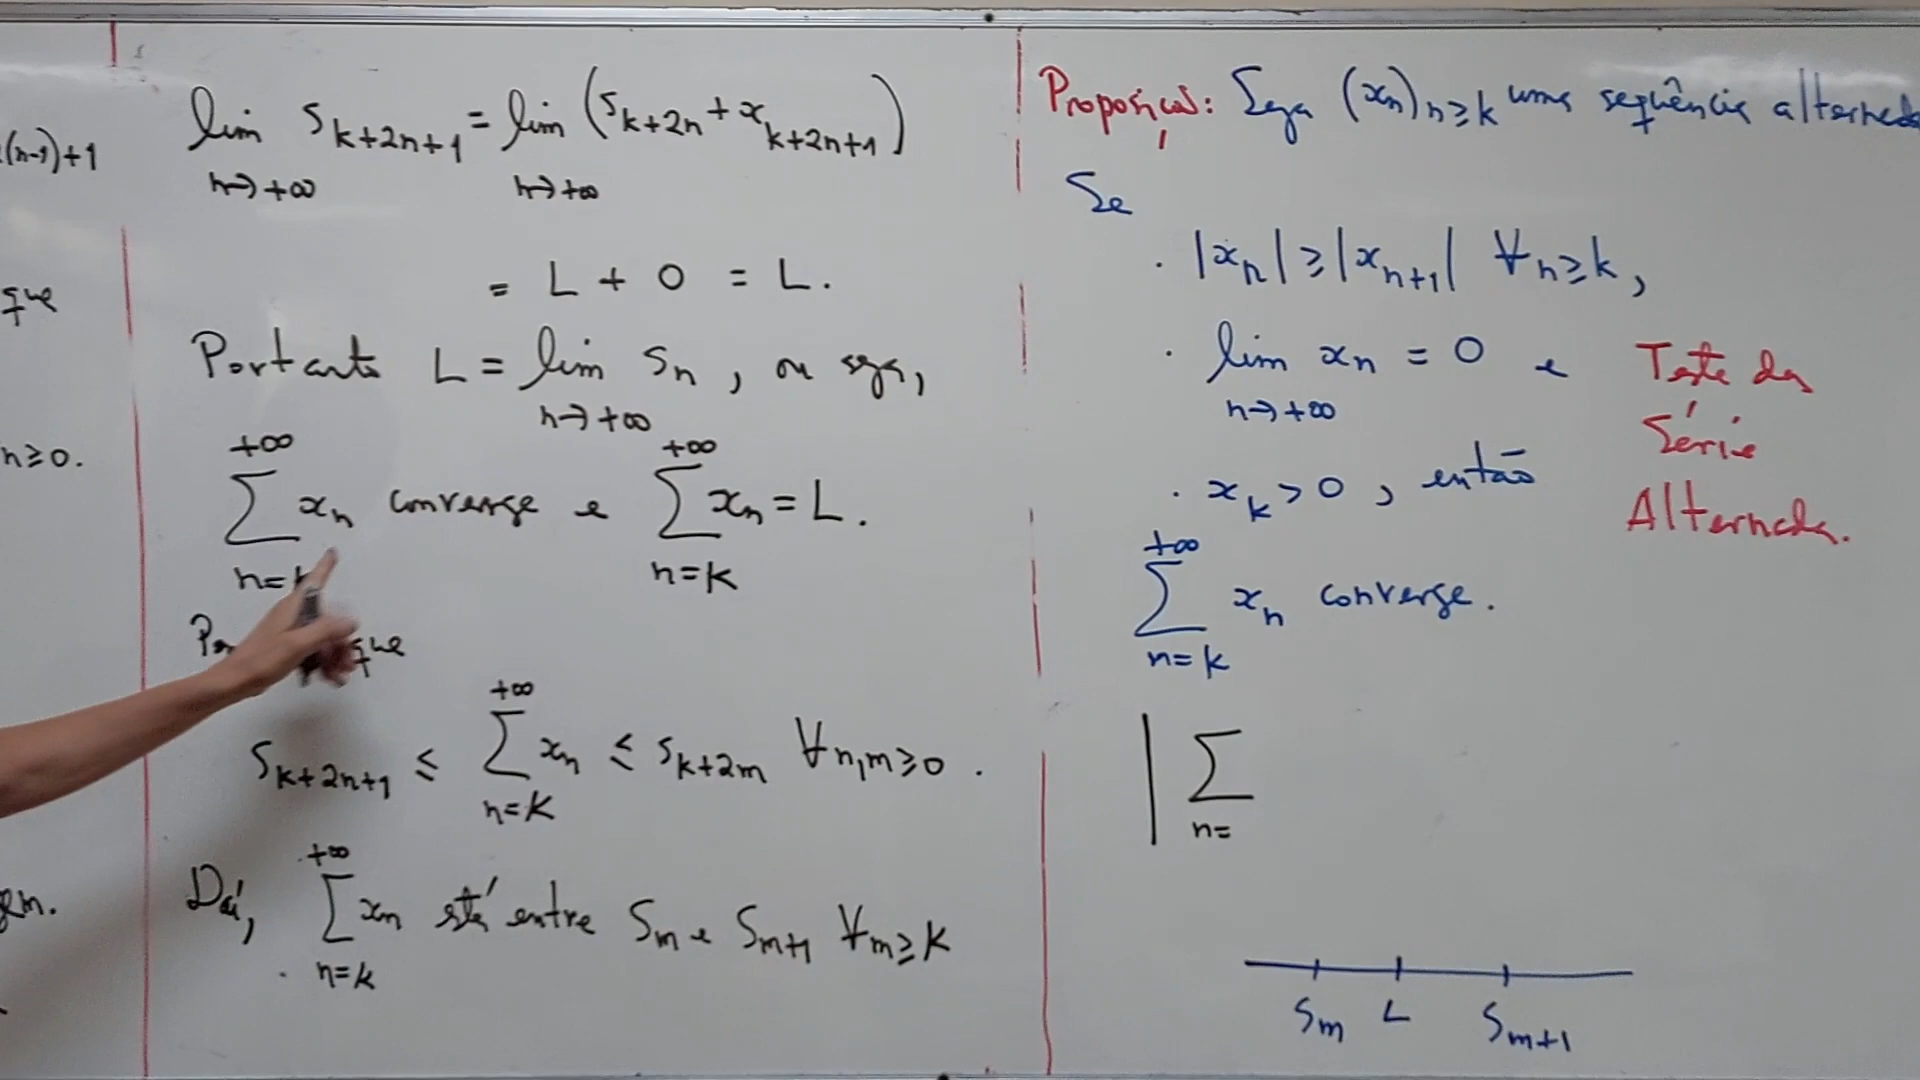 (n-1)+1
que
n≥0.
em.
lim s_{k+2n+1} = lim (s_{k+2n} + x_{k+2n+1})
n→+∞ n→+∞
= L + 0 = L.
Portanto L = lim s_n, ou seja,
n→+∞
+∞ +∞
∑ x_n converge e ∑ x_n = L.
n=k n=k
que
+∞
s_{k+2n+1} ≤ ∑ x_n ≤ s_{k+2m} ∀n,m≥0.
n=k
+∞
Daí, ∑ x_n está entre s_m e s_{m+1} ∀m≥k
n=k
Proposição: Seja (x_n)_{n≥k} uma sequência alternada
Se
· |x_n| ≥ |x_{n+1}| ∀n≥k,
· lim x_n = 0 e
n→+∞
· x_k > 0, então
+∞
∑ x_n converge.
n=k
Teste da
Série
Alternada.
| ∑
n=
s_m L s_{m+1}